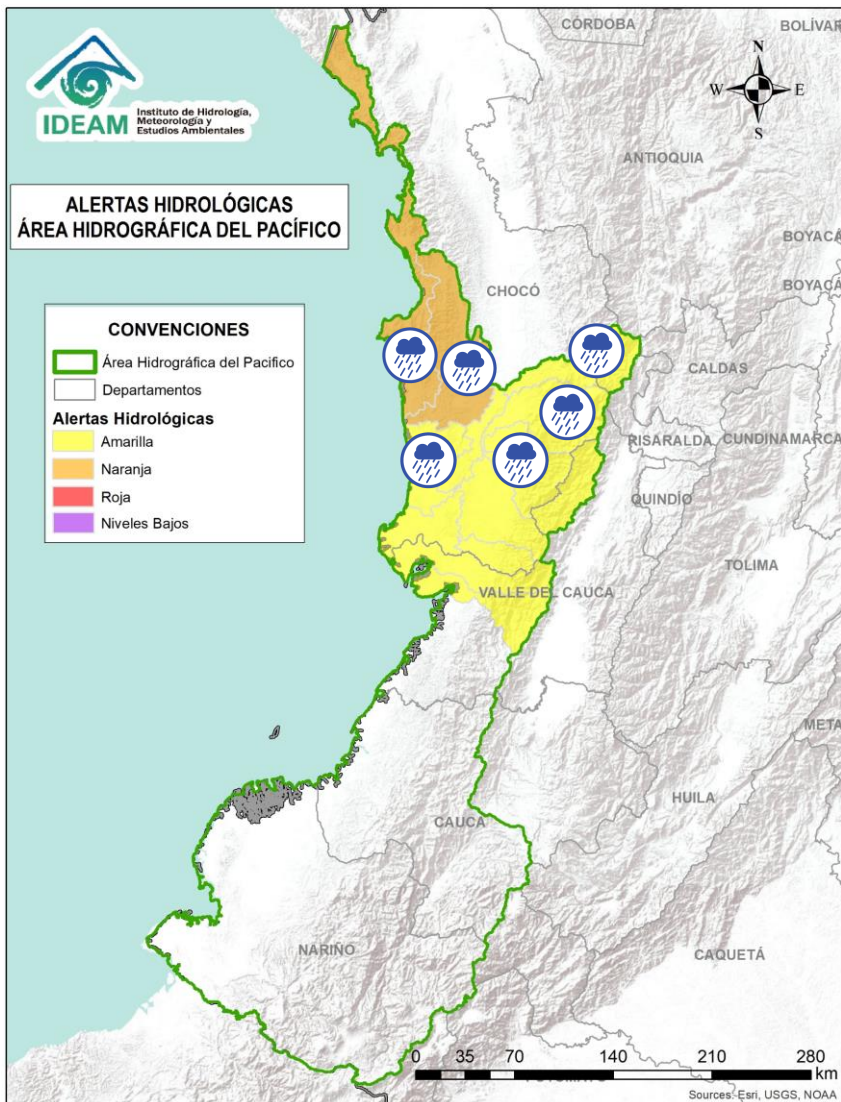 CÓRDOBA
BOLÍVAR
IDEAM
Instituto de Hidrología,
Meteorología y
Estudios Ambientales
N
W
E
S
ANTIOQUIA
ALERTAS HIDROLÓGICAS
ÁREA HIDROGRÁFICA DEL PACÍFICO
BOYACÁ
BOYACÁ
CHOCÓ
CONVENCIONES
Área Hidrográfica del Pacifico
Departamentos
Alertas Hidrológicas
Amarilla
Naranja
Roja
Niveles Bajos
CALDAS
RISARALDA
CUNDINAMARCA
QUINDÍO
TOLIMA
VALLE DEL CAUCA
META
HUILA
CAUCA
NARIÑO
CAQUETÁ
0 35 70 140 210 280
km
Sources: Esri, USGS, NOAA